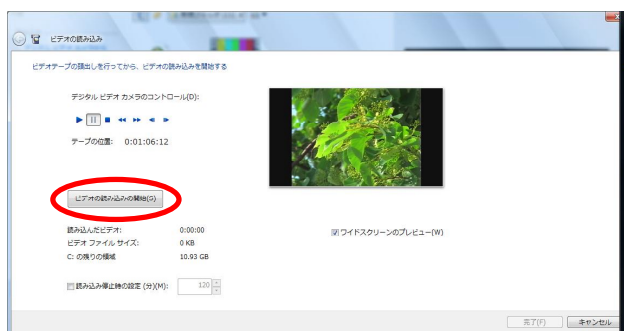 ビデオの読み込み
ビデオテープの頭出しを行ってから、ビデオの読み込みを開始する
デジタル ビデオ カメラのコントロール(D):
テープの位置: 0:01:06:12
ビデオの読み込みの開始(G)
読み込んだビデオ: 0:00:00
ビデオ ファイル サイズ: 0 KB
C: の残りの領域 10.93 GB
ワイドスクリーンのプレビュー(W)
読み込み停止時の設定 (分)(M): 120
完了(F) キャンセル